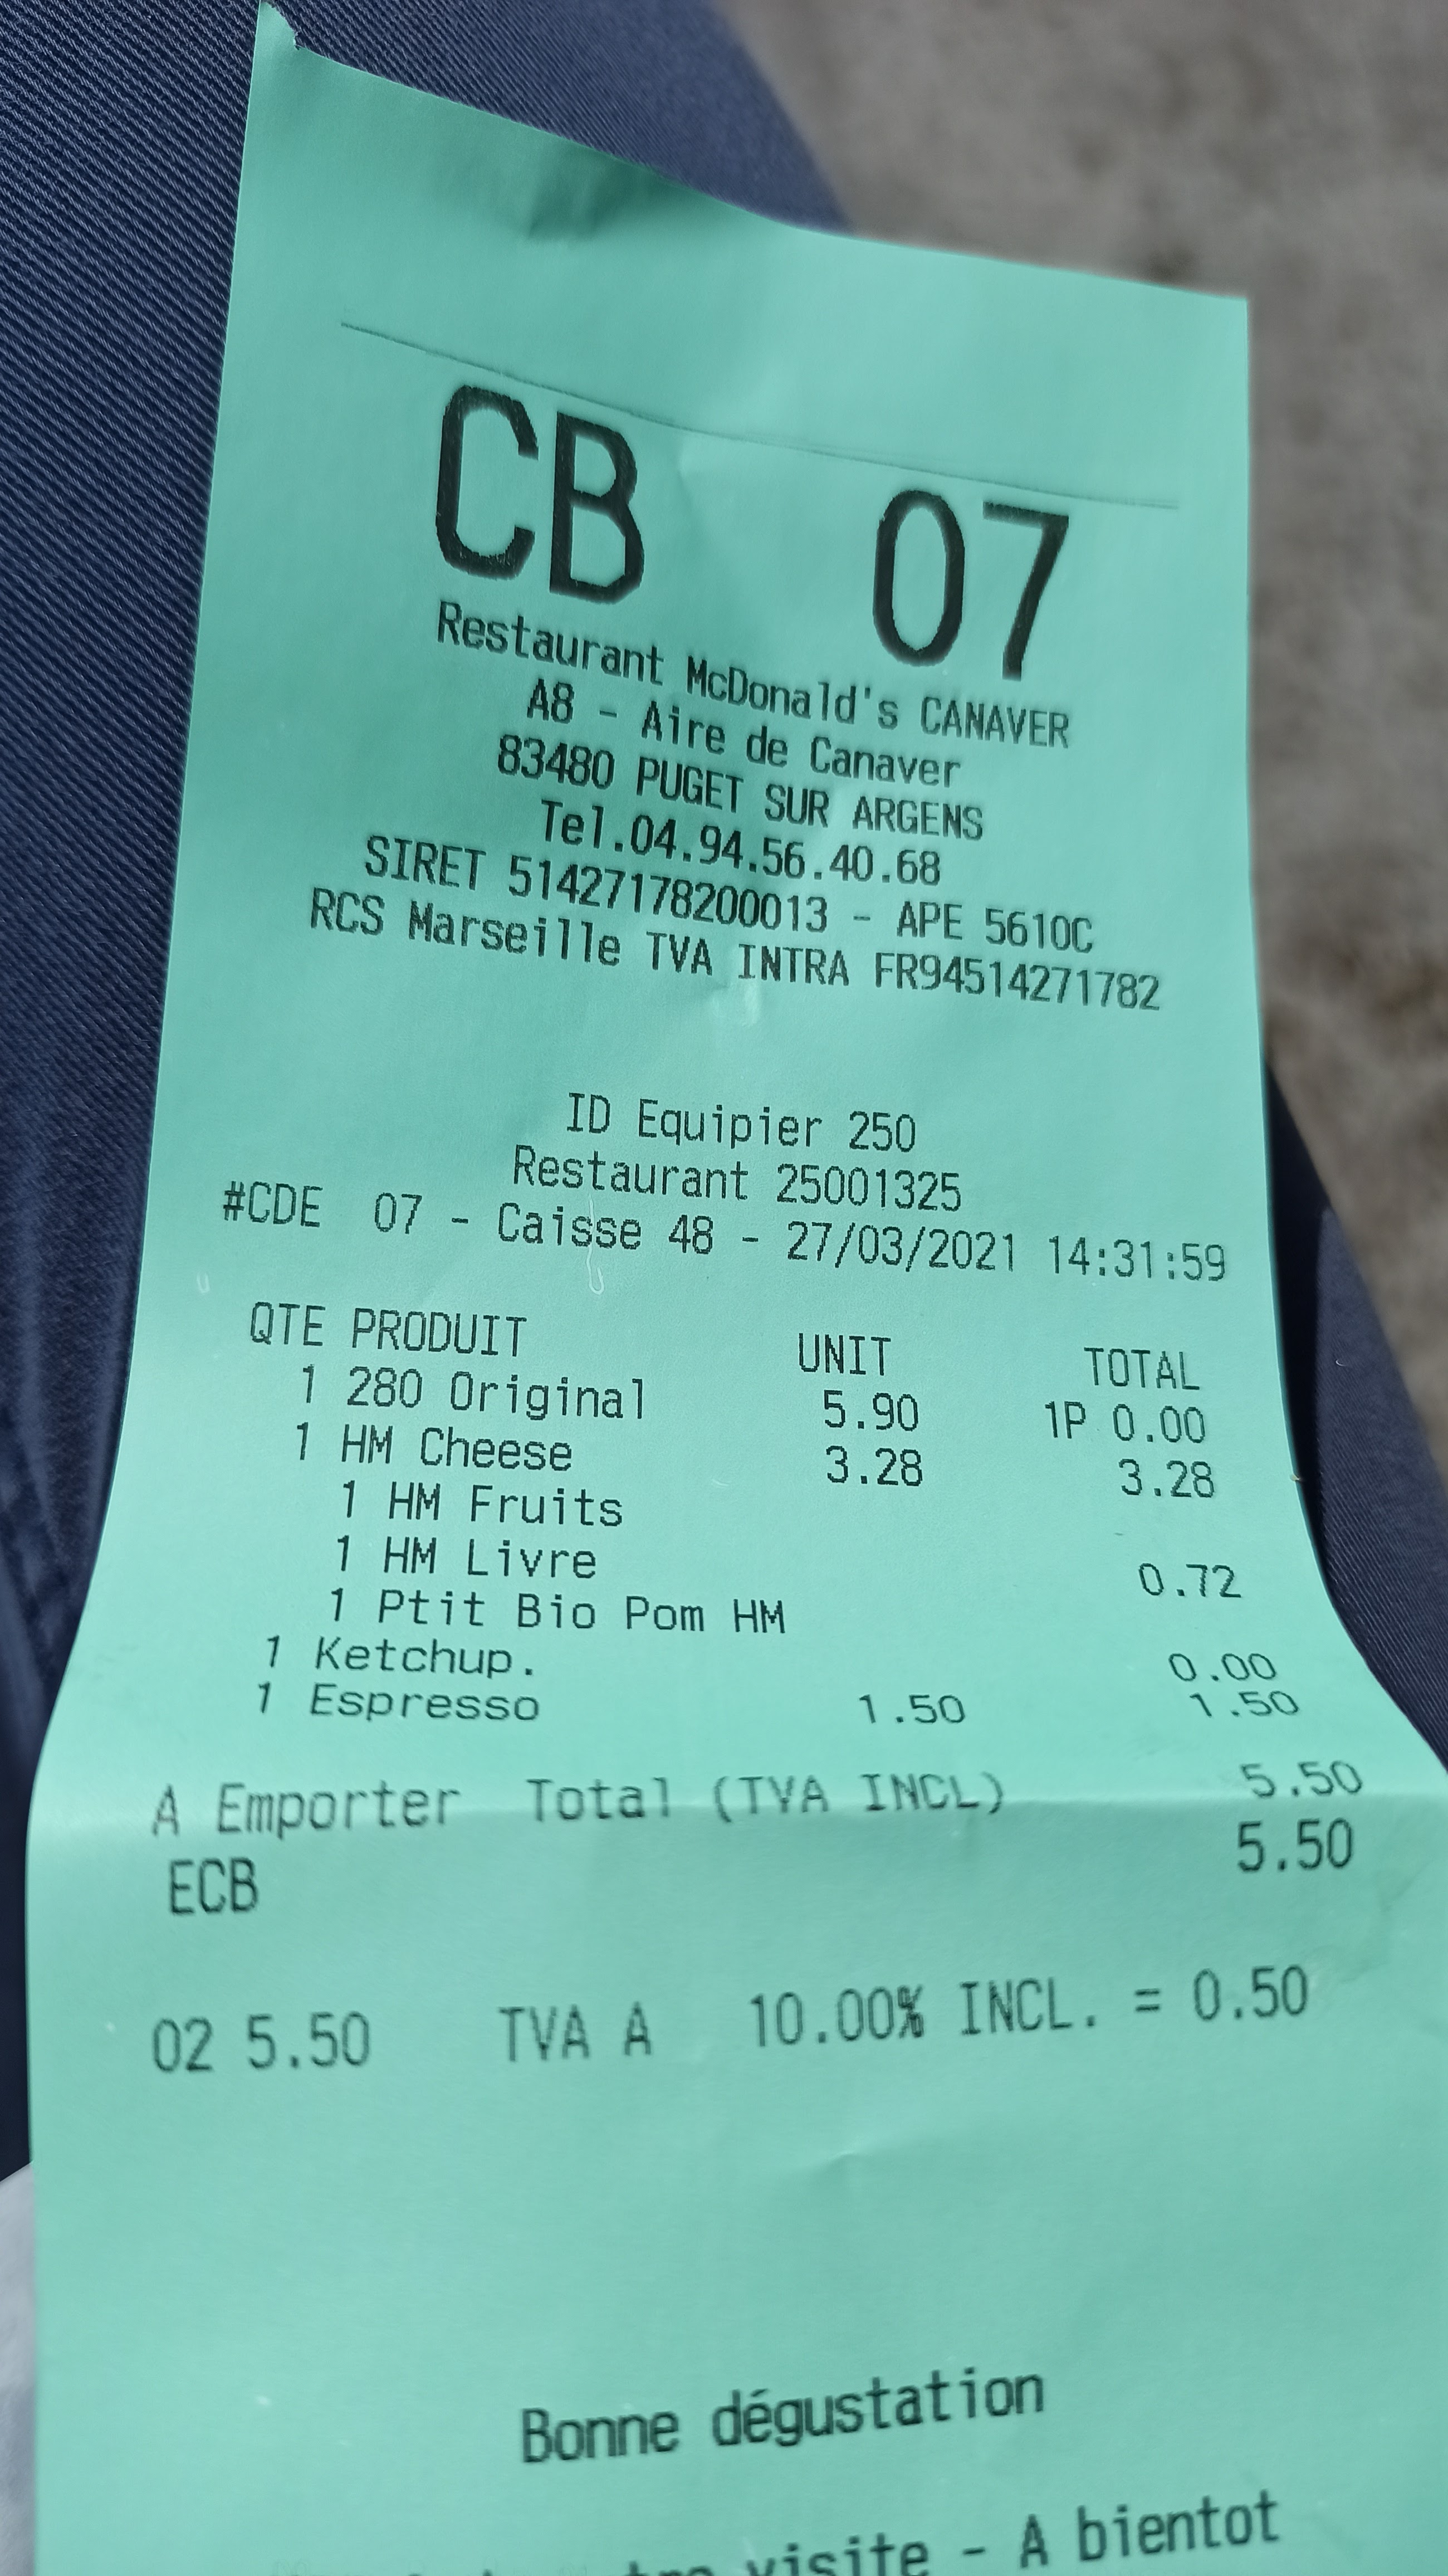 CB 07
Restaurant McDonald's CANAVER
A8 - Aire de Canaver
83480 PUGET SUR ARGENS
Tel.04.94.56.40.68
SIRET 51427178200013 - APE 5610C
RCS Marseille TVA INTRA FR94514271782
ID Equipier 250
Restaurant 25001325
#CDE 07 - Caisse 48 - 27/03/2021 14:31:59
QTE PRODUIT UNIT TOTAL
1 280 Original 5.90 1P 0.00
1 HM Cheese 3.28 3.28
1 HM Fruits
1 HM Livre 0.72
1 Ptit Bio Pom HM
1 Ketchup. 0.00
1 Espresso 1.50 1.50
A Emporter Total (TVA INCL) 5.50
ECB 5.50
02 5.50 TVA A 10.00% INCL. = 0.50
Bonne dégustation
visite - A bientot